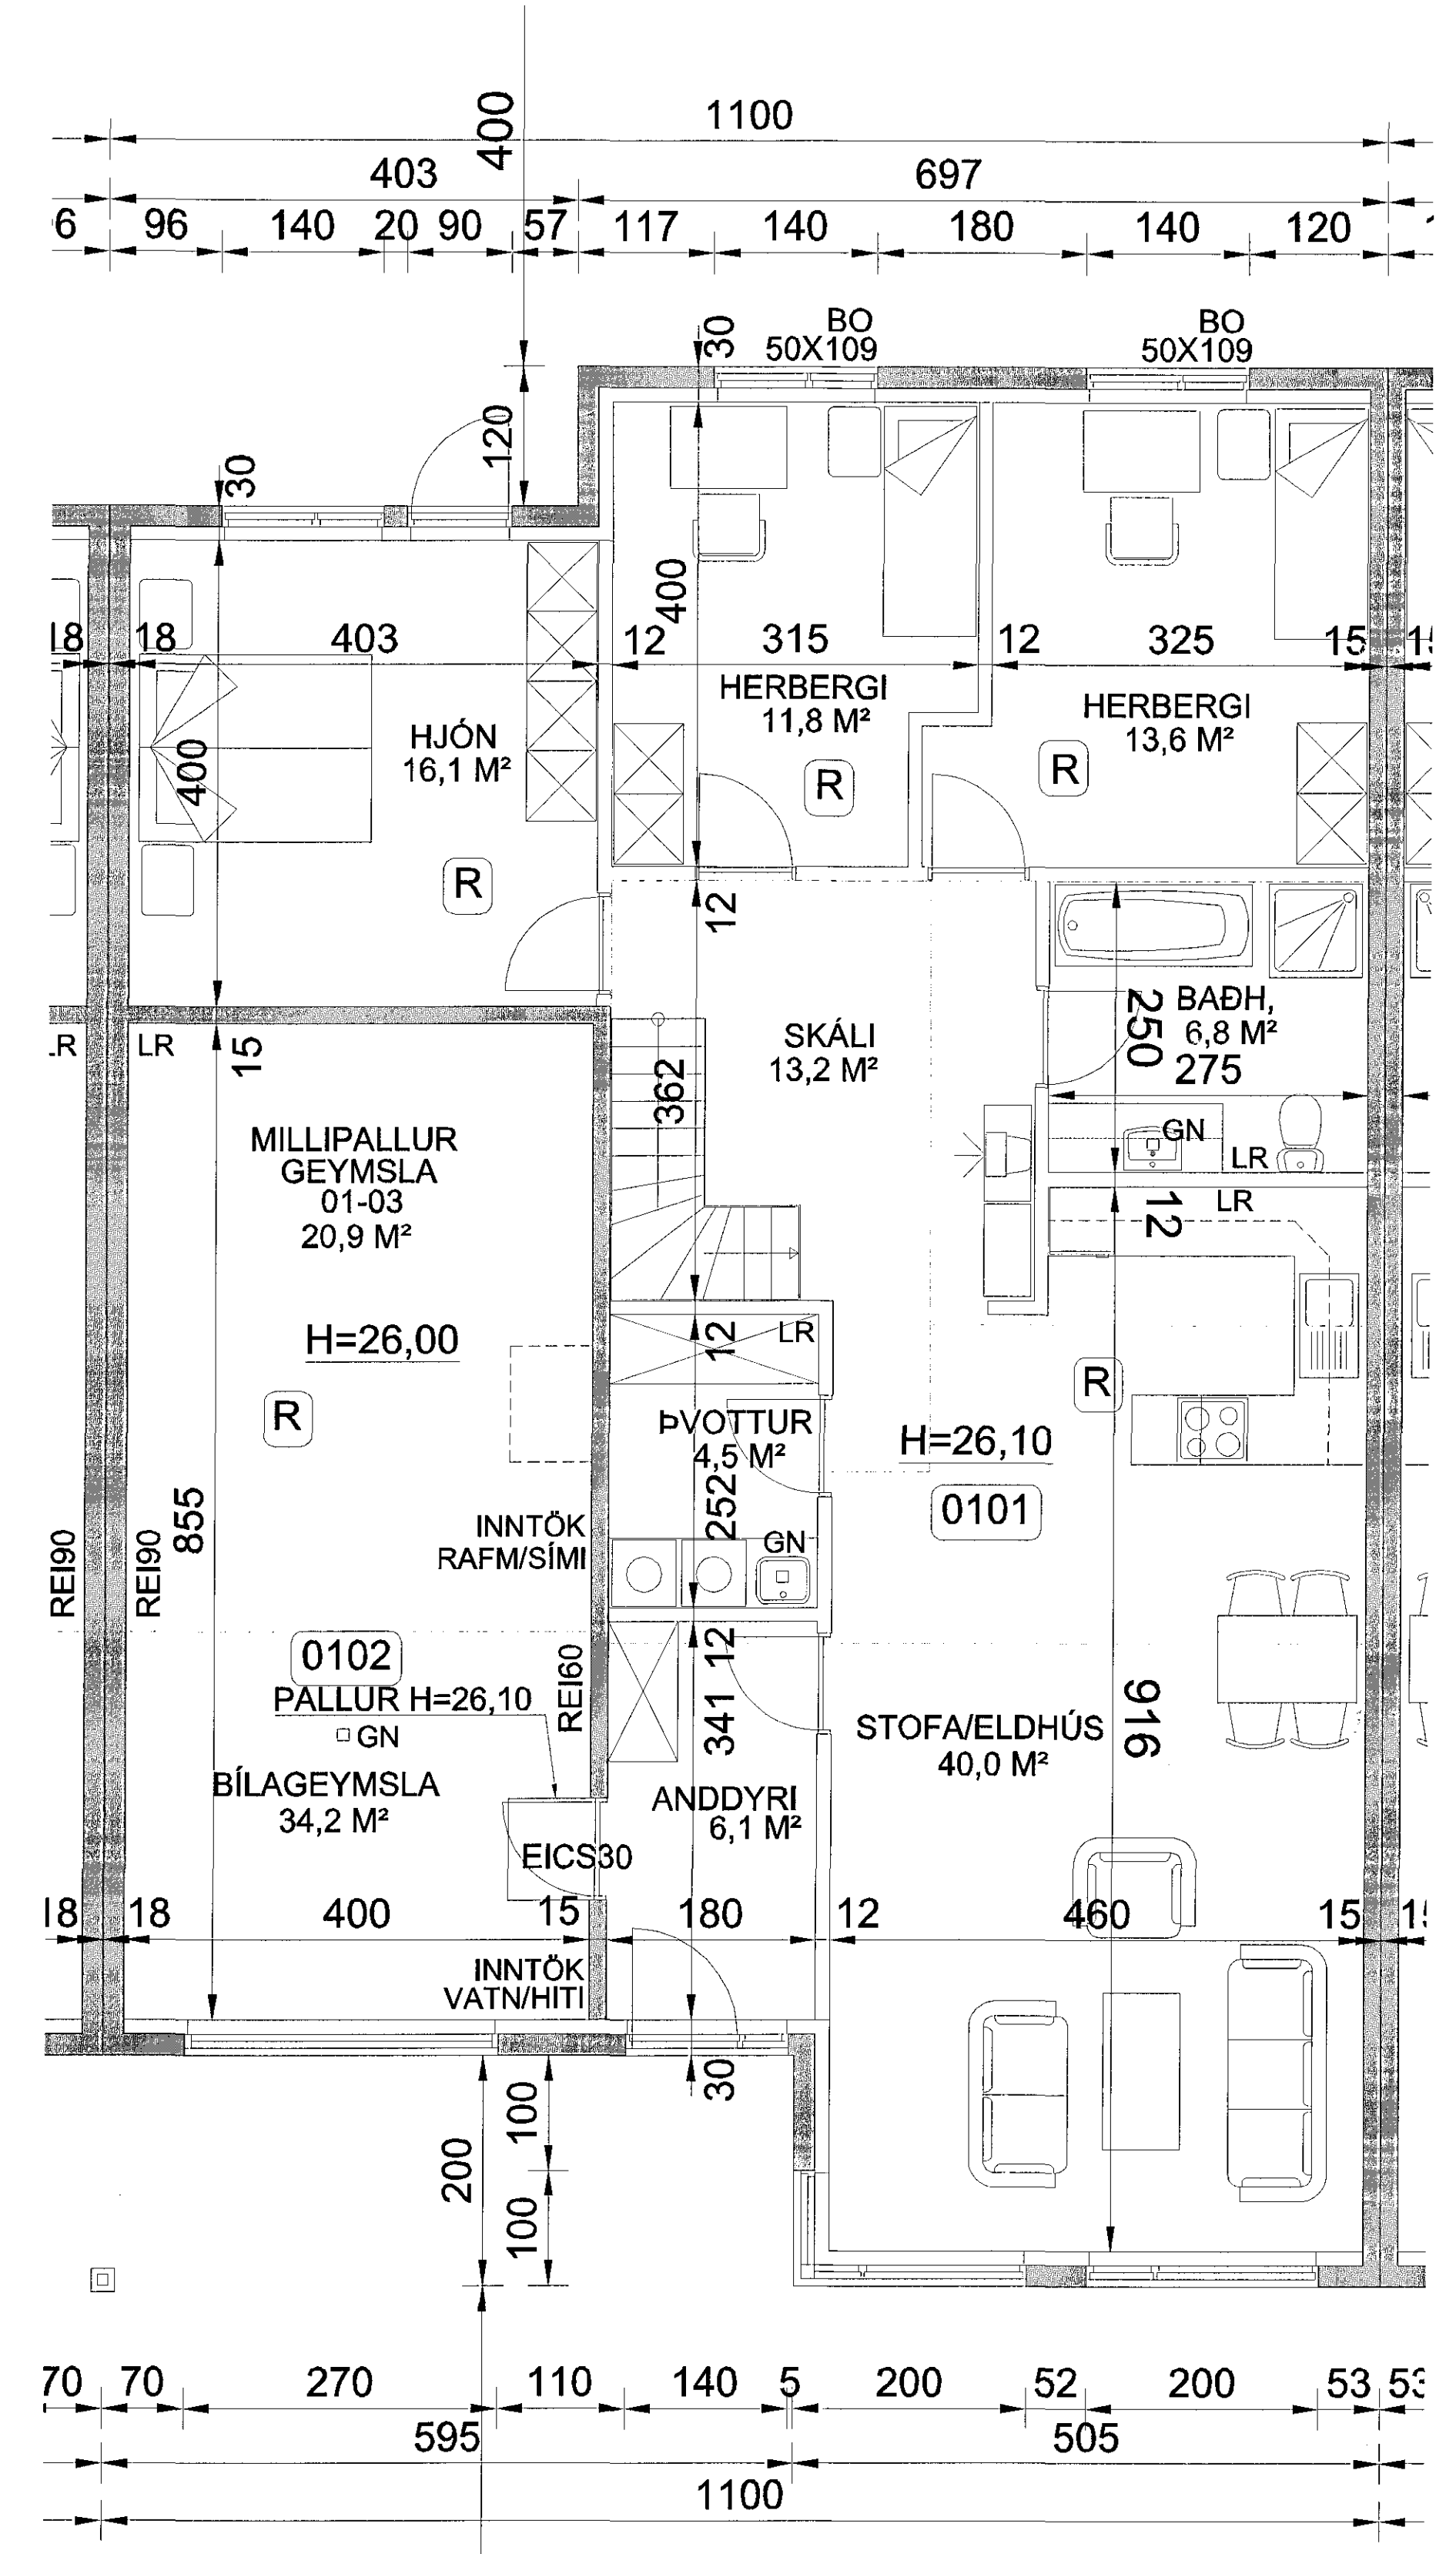 1100
400
403
697
6
96
140
20
90
57
117
140
180
140
120
30
BO
50X109
BO
50X109
120
30
400
18
18
403
12
315
12
325
15
HERBERGI
11,8 M²
HERBERGI
13,6 M²
HJÓN
16,1 M²
400
R
R
R
12
250
BAÐH,
6,8 M²
275
SKÁLI
13,2 M²
LR
LR
15
362
GN
LR
MILLIPALLUR
GEYMSLA
01-03
20,9 M²
12
LR
H=26,00
12
LR
R
R
ÞVOTTUR
4,5 M²
H=26,10
252
0101
855
INNTÖK
RAFM/SÍMI
GN
REI90
REI90
0102
12
REI60
PALLUR H=26,10
GN
341
916
STOFA/ELDHÚS
40,0 M²
BÍLAGEYMSLA
34,2 M²
ANDDYRI
6,1 M²
EICS30
18
18
400
15
180
12
460
15
INNTÖK
VATN/HITI
30
100
200
100
70
70
270
110
140
5
200
52
200
53
53
595
505
1100